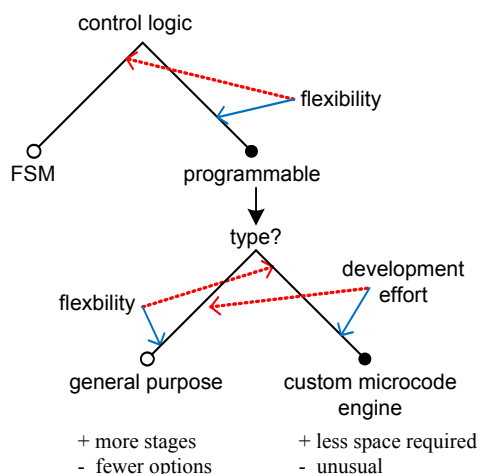 control logic
flexibility
FSM
programmable
type?
development
effort
flexbility
general purpose
custom microcode
engine
+ more stages
- fewer options
+ less space required
- unusual